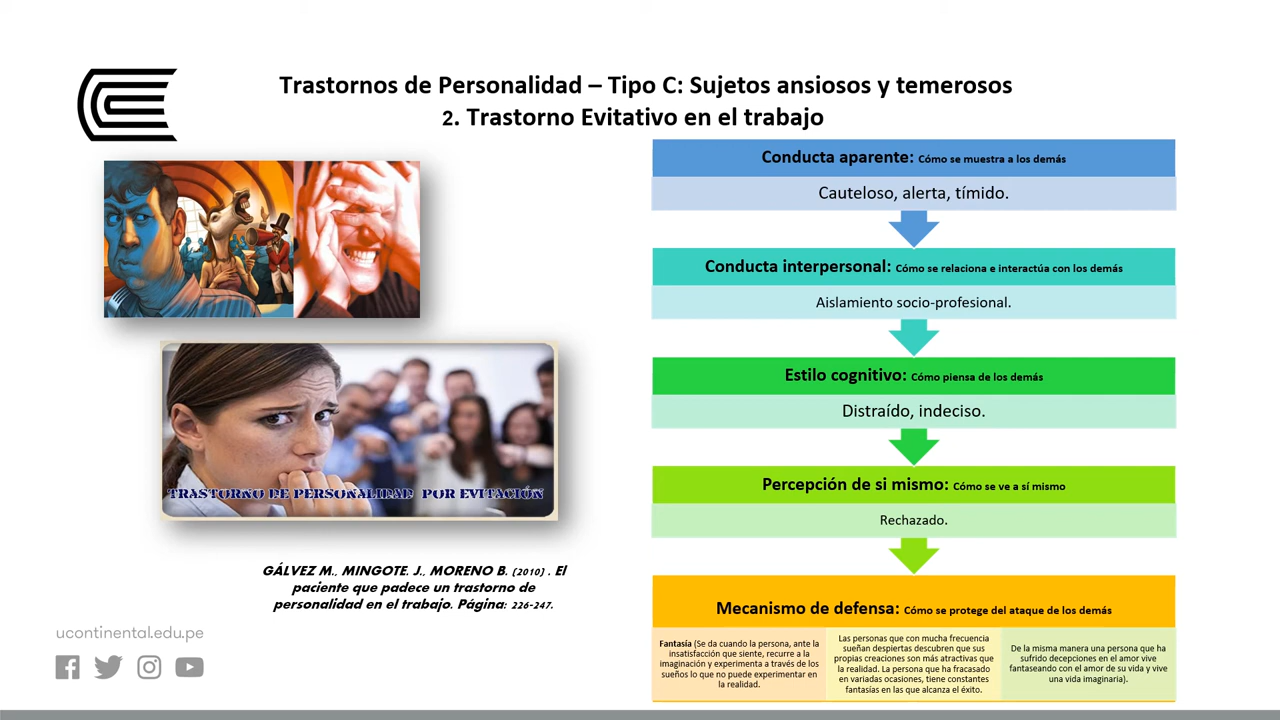 Trastornos de Personalidad – Tipo C: Sujetos ansiosos y temerosos
2. Trastorno Evitativo en el trabajo
TRASTORNO DE PERSONALIDAD POR EVITACIÓN
GÁLVEZ M., MINGOTE. J., MORENO B. (2010) . El
paciente que padece un trastorno de
personalidad en el trabajo. Página: 226-247.
ucontinental.edu.pe
Conducta aparente: Cómo se muestra a los demás
Cauteloso, alerta, tímido.
Conducta interpersonal: Cómo se relaciona e interactúa con los demás
Aislamiento socio-profesional.
Estilo cognitivo: Cómo piensa de los demás
Distraído, indeciso.
Percepción de si mismo: Cómo se ve a sí mismo
Rechazado.
Mecanismo de defensa: Cómo se protege del ataque de los demás
Fantasía (Se da cuando la persona, ante la
insatisfacción que siente, recurre a la
imaginación y experimenta a través de los
sueños lo que no puede experimentar en
la realidad.
Las personas que con mucha frecuencia
sueñan despiertas descubren que sus
propias creaciones son más atractivas que
la realidad. La persona que ha fracasado
en variadas ocasiones, tiene constantes
fantasías en las que alcanza el éxito.
De la misma manera una persona que ha
sufrido decepciones en el amor vive
fantaseando con el amor de su vida y vive
una vida imaginaria).